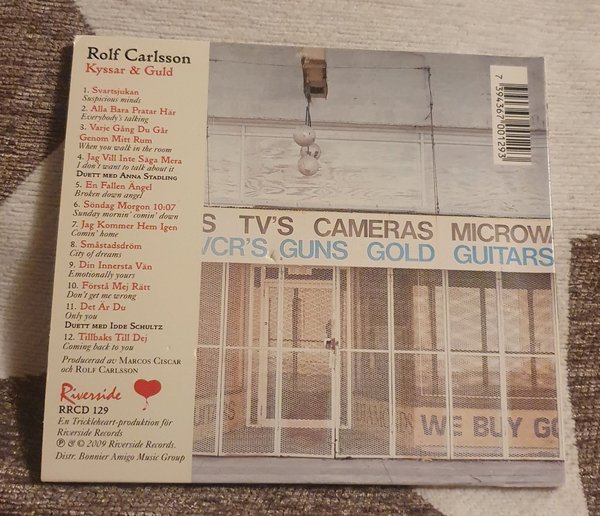 Rolf Carlsson
Kyssar & Guld
1. Svartsjukan
Suspicious minds
2. Alla Bara Pratar Här
Everybody's talking
3. Varje Gång Du Går
Genom Mitt Rum
When you walk in the room
4. Jag Vill Inte Säga Mera
I don't want to talk about it
Duett med Anna Stadling
5. En Fallen Ängel
Broken down angel
6. Söndag Morgon 10:07
Sunday mornin' comin' down
7. Jag Kommer Hem Igen
Comin' home
8. Småstadsdröm
City of dreams
9. Din Innersta Vän
Emotionally yours
10. Förstå Mej Rätt
Don't get me wrong
11. Det Är Du
Only you
Duett med Idde Schultz
12. Tillbaks Till Dej
Coming back to you
Producerad av Marcos Ciscar
och Rolf Carlsson
Riverside
RRCD 129
En Trickleheart-produktion för
Riverside Records
℗ & © 2009 Riverside Records.
Distr. Bonnier Amigo Music Group
7 394367 001293
S TV'S CAMERAS MICROWA
VCR'S GUNS GOLD GUITARS
GUITARS
DIAMONDS
WE BUY GO